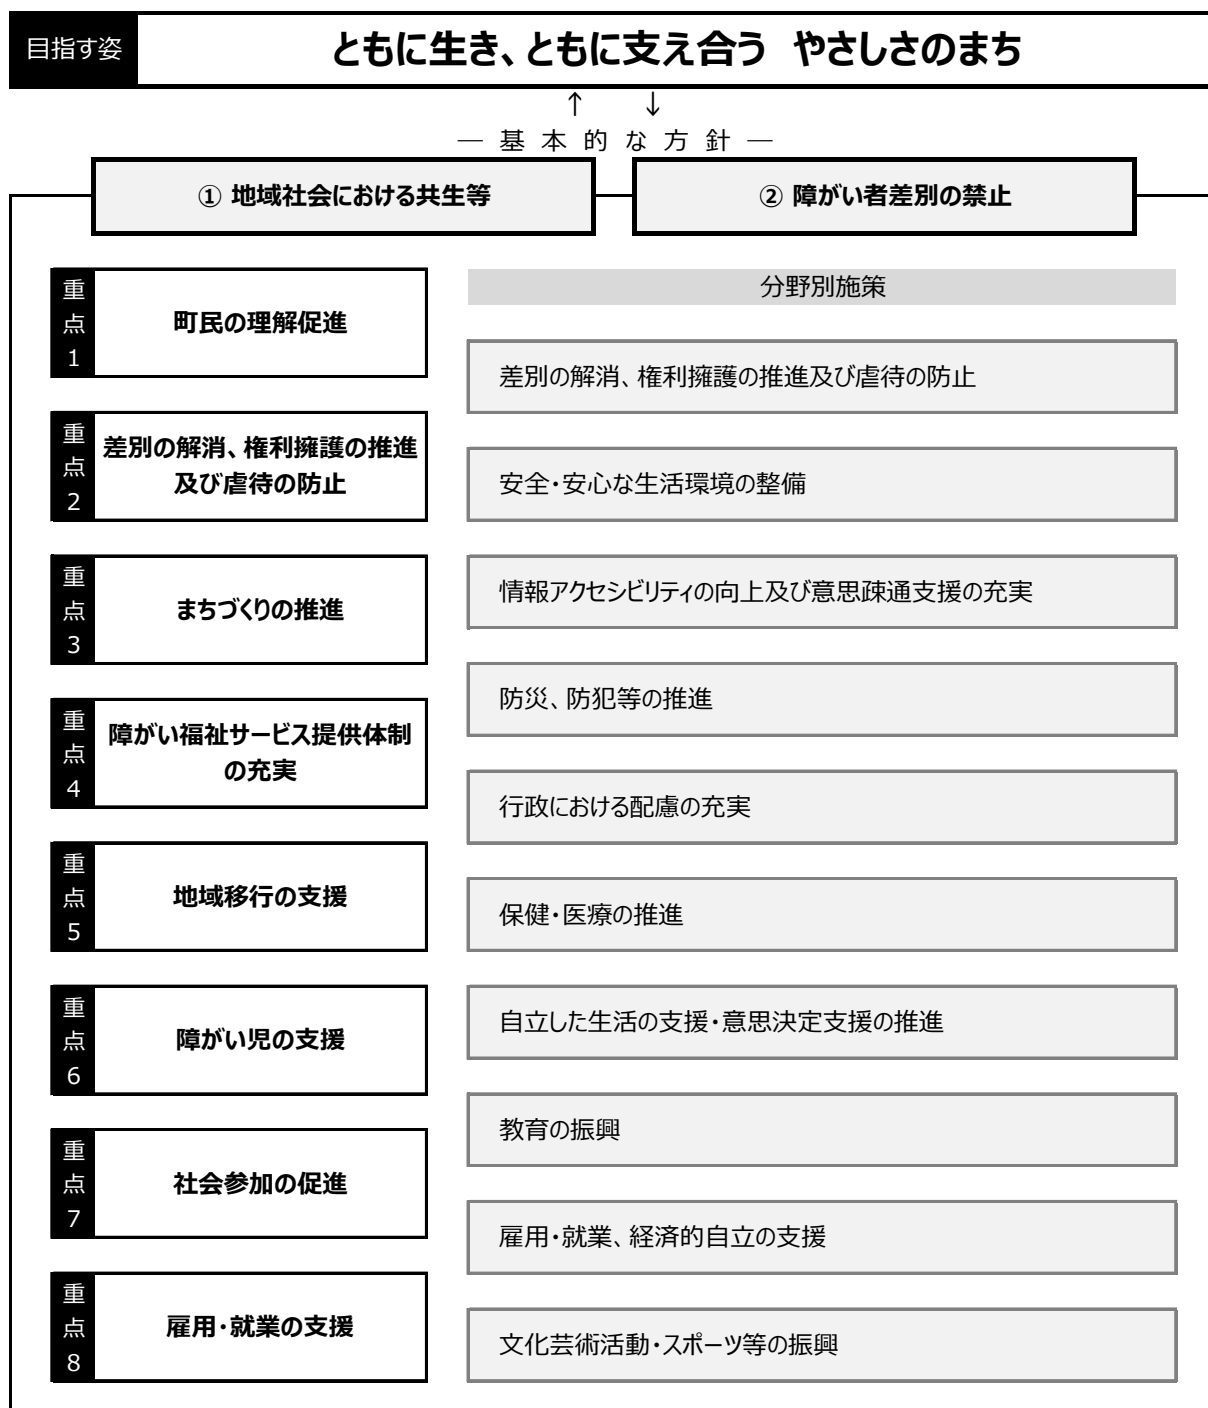 目指す姿
ともに生き、ともに支え合う やさしさのまち
↑ ↓
― 基 本 的 な 方 針 ―
① 地域社会における共生等
② 障がい者差別の禁止
重点1
町民の理解促進
重点2
差別の解消、権利擁護の推進
及び虐待の防止
重点3
まちづくりの推進
重点4
障がい福祉サービス提供体制
の充実
重点5
地域移行の支援
重点6
障がい児の支援
重点7
社会参加の促進
重点8
雇用・就業の支援
分野別施策
差別の解消、権利擁護の推進及び虐待の防止
安全・安心な生活環境の整備
情報アクセシビリティの向上及び意思疎通支援の充実
防災、防犯等の推進
行政における配慮の充実
保健・医療の推進
自立した生活の支援・意思決定支援の推進
教育の振興
雇用・就業、経済的自立の支援
文化芸術活動・スポーツ等の振興